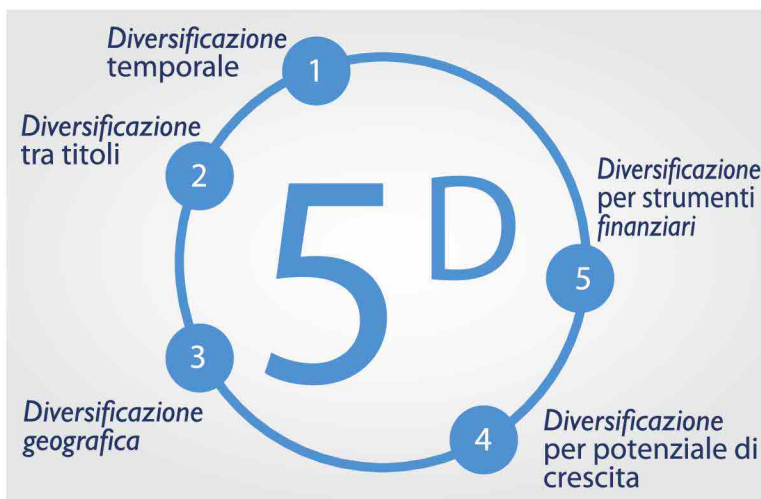 Diversificazione
temporale
1
Diversificazione
tra titoli
2
3
Diversificazione
geografica
4
Diversificazione
per potenziale di
crescita
Diversificazione
per strumenti
finanziari
5
5 D